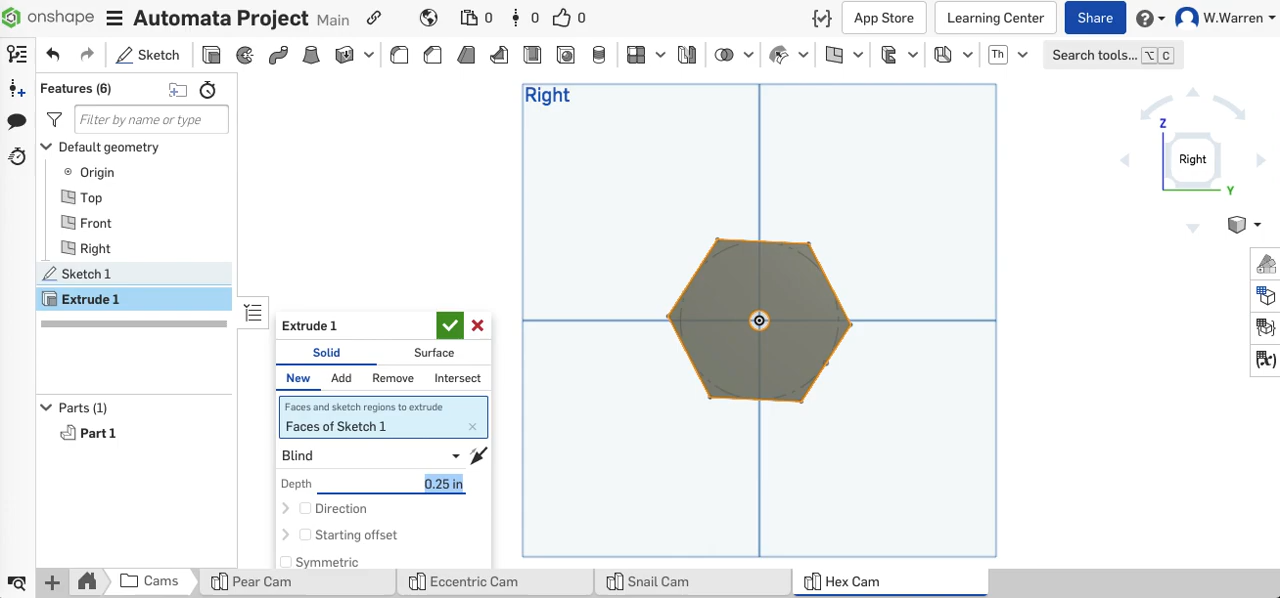 onshape Automata Project Main 0 0 0 App Store Learning Center Share W.Warren
Sketch Th Search tools... ⌥ C
Features (6)
Filter by name or type
Default geometry
Origin
Top
Front
Right
Sketch 1
Extrude 1
Parts (1)
Part 1
Extrude 1
Solid Surface
New Add Remove Intersect
Faces and sketch regions to extrude
Faces of Sketch 1
Blind
Depth 0.25 in
Direction
Starting offset
Symmetric
Right
Z
Right
Y
(x)
Cams Pear Cam Eccentric Cam Snail Cam Hex Cam